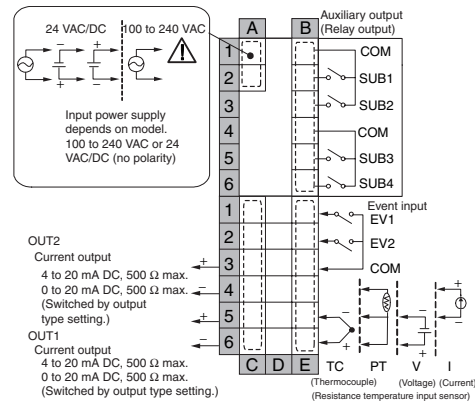 24 VAC/DC
100 to 240 VAC
− −
+ +
Input power supply
depends on model.
100 to 240 VAC or 24
VAC/DC (no polarity)
A
B
1
2
3
4
5
6
Auxiliary output
(Relay output)
COM
SUB1
SUB2
COM
SUB3
SUB4
1
2
3
4
5
6
C
D
E
Event input
EV1
EV2
COM
OUT2
Current output
4 to 20 mA DC, 500 Ω max.
0 to 20 mA DC, 500 Ω max.
(Switched by output
type setting.)
+
−
OUT1
Current output
4 to 20 mA DC, 500 Ω max.
0 to 20 mA DC, 500 Ω max.
(Switched by output type setting.)
+
−
−
+
−
+
−
+
TC
PT
V
I
(Thermocouple)
(Voltage)
(Current)
(Resistance temperature input sensor)